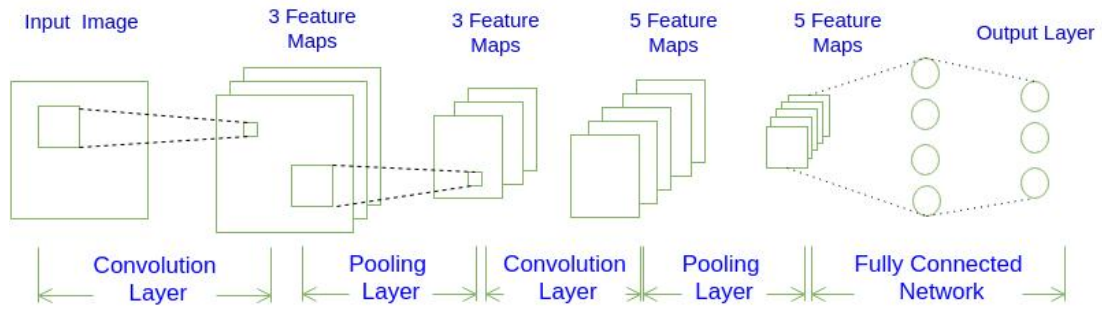 Input Image
3 Feature
Maps
3 Feature
Maps
5 Feature
Maps
5 Feature
Maps
Output Layer
Convolution
Layer
Pooling
Layer
Convolution
Layer
Pooling
Layer
Fully Connected
Network